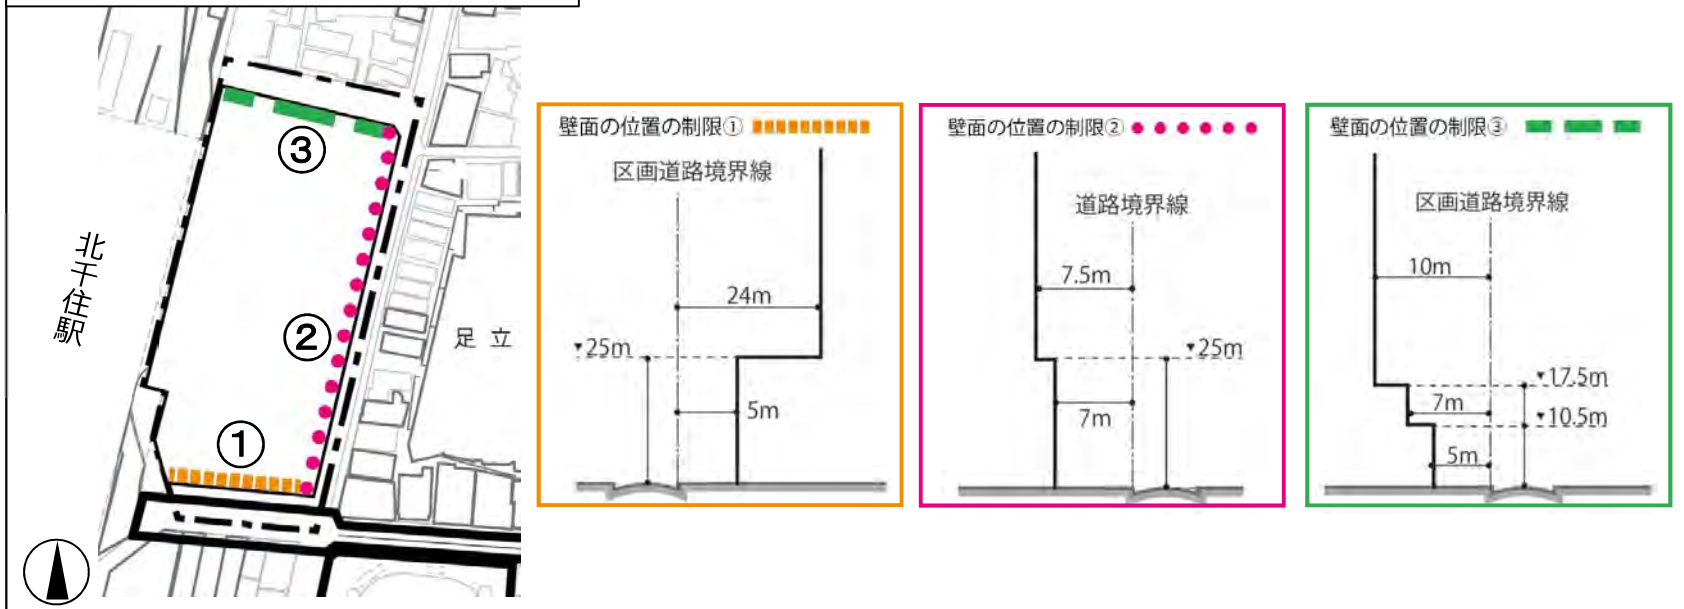 ③
②
①
北千住駅
足立
壁面の位置の制限①
区画道路境界線
24m
▼25m
5m
壁面の位置の制限②
道路境界線
7.5m
▼25m
7m
壁面の位置の制限③
区画道路境界線
10m
▼17.5m
7m
▼10.5m
5m